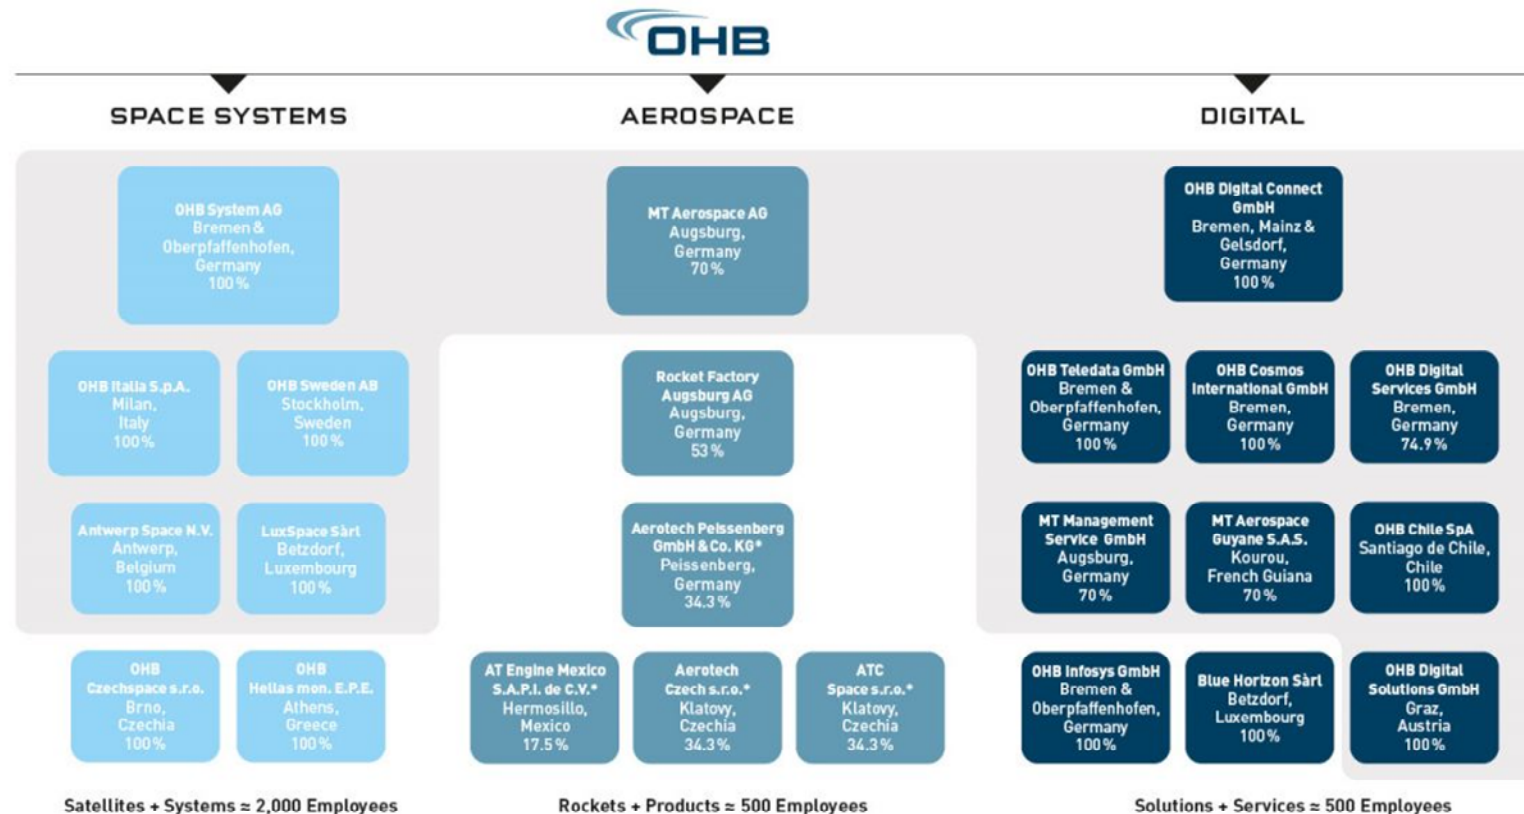 OHB
SPACE SYSTEMS
OHB System AG
Bremen &
Oberpfaffenhofen,
Germany
100 %
OHB Italia S.p.A.
Milan,
Italy
100 %
OHB Sweden AB
Stockholm,
Sweden
100 %
Antwerp Space N.V.
Antwerp,
Belgium
100 %
LuxSpace Sàrl
Betzdorf,
Luxembourg
100 %
OHB
Czechspace s.r.o.
Brno,
Czechia
100 %
OHB
Hellas mon. E.P.E.
Athens,
Greece
100 %
Satellites + Systems ≈ 2,000 Employees
AEROSPACE
MT Aerospace AG
Augsburg,
Germany
70 %
Rocket Factory
Augsburg AG
Augsburg,
Germany
53 %
Aerotech Peissenberg
GmbH & Co. KG*
Peissenberg,
Germany
34.3 %
AT Engine Mexico
S.A.P.I. de C.V.*
Hermosillo,
Mexico
17.5 %
Aerotech
Czech s.r.o.*
Klatovy,
Czechia
34.3 %
ATC
Space s.r.o.*
Klatovy,
Czechia
34.3 %
Rockets + Products ≈ 500 Employees
DIGITAL
OHB Digital Connect
GmbH
Bremen, Mainz &
Gelsdorf,
Germany
100 %
OHB Teledata GmbH
Bremen &
Oberpfaffenhofen,
Germany
100 %
OHB Cosmos
International GmbH
Bremen,
Germany
100 %
OHB Digital
Services GmbH
Bremen,
Germany
74.9 %
MT Management
Service GmbH
Augsburg,
Germany
70 %
MT Aerospace
Guyane S.A.S.
Kourou,
French Guiana
70 %
OHB Chile SpA
Santiago de Chile,
Chile
100 %
OHB Infosys GmbH
Bremen &
Oberpfaffenhofen,
Germany
100 %
Blue Horizon Sàrl
Betzdorf,
Luxembourg
100 %
OHB Digital
Solutions GmbH
Graz,
Austria
100 %
Solutions + Services ≈ 500 Employees